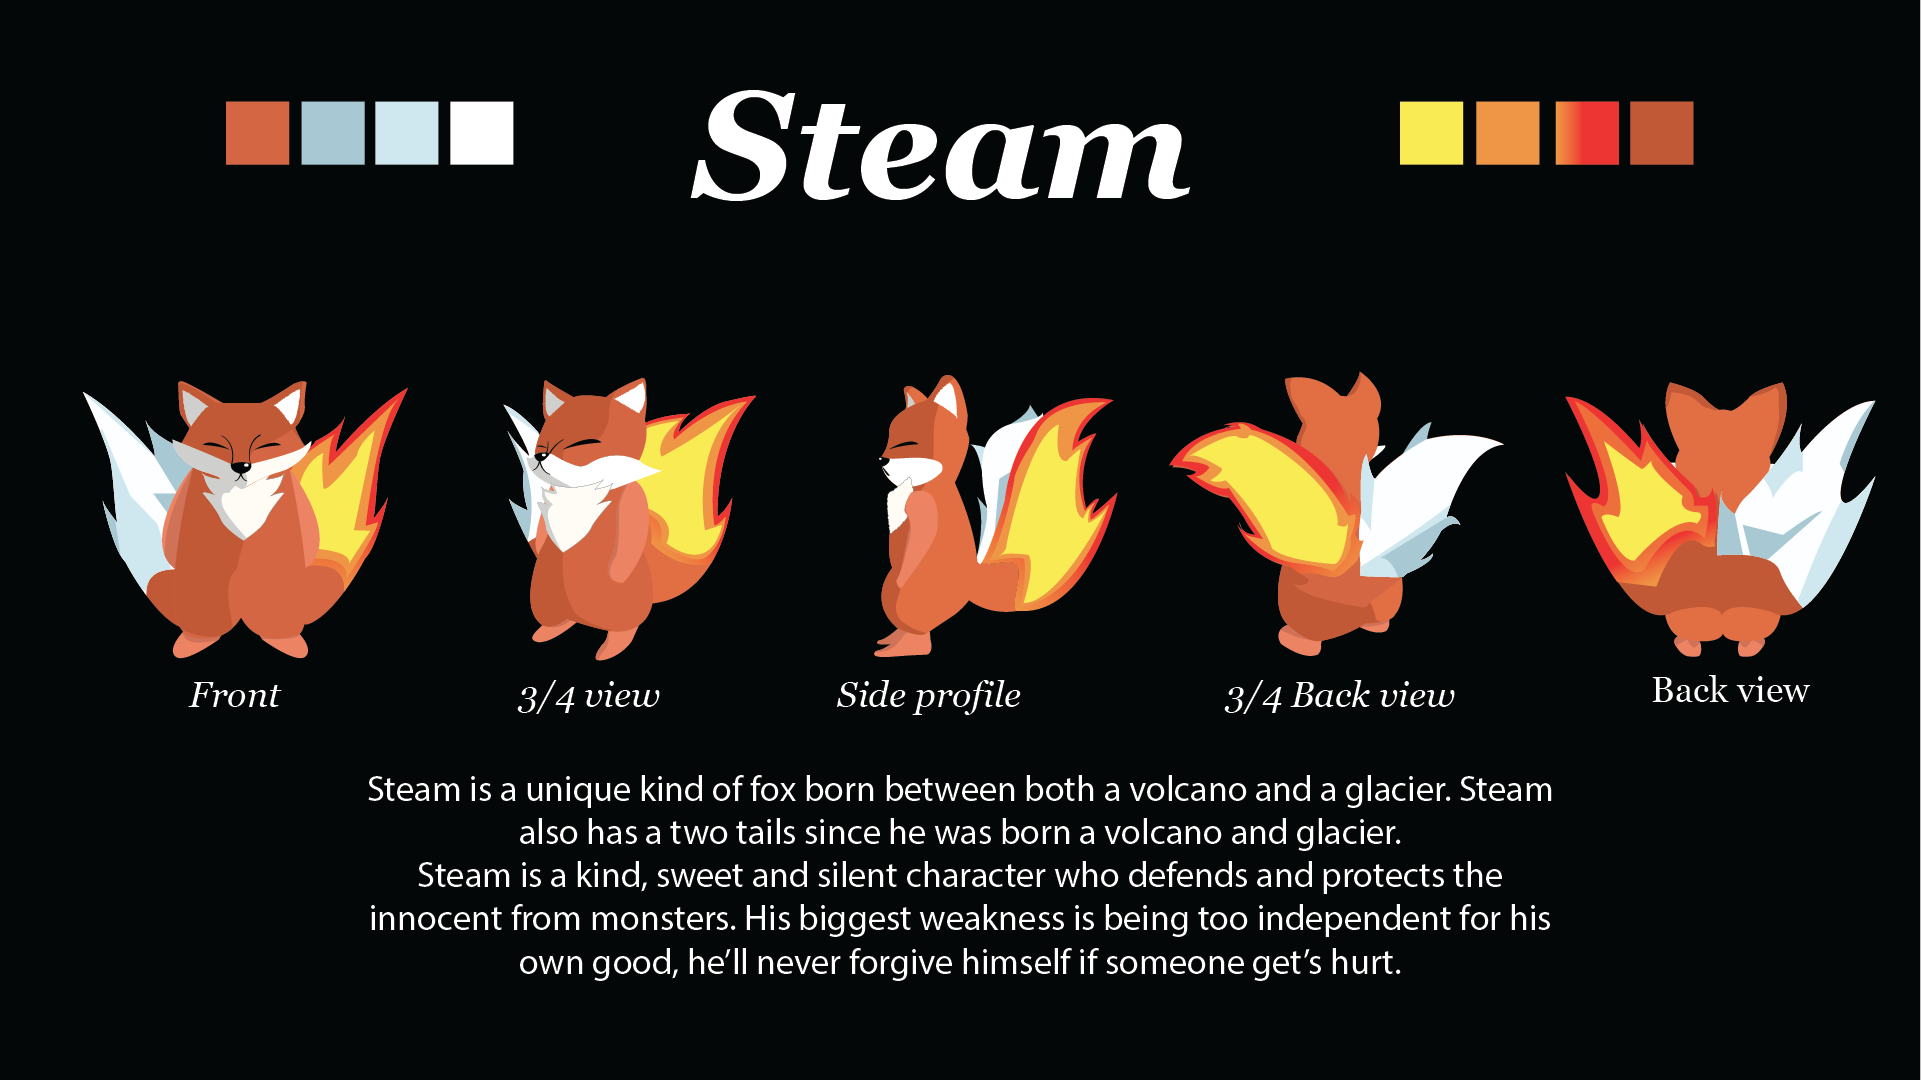 Steam
Front
3/4 view
Side profile
3/4 Back view
Back view
Steam is a unique kind of fox born between both a volcano and a glacier. Steam
also has a two tails since he was born a volcano and glacier.
Steam is a kind, sweet and silent character who defends and protects the
innocent from monsters. His biggest weakness is being too independent for his
own good, he’ll never forgive himself if someone get’s hurt.